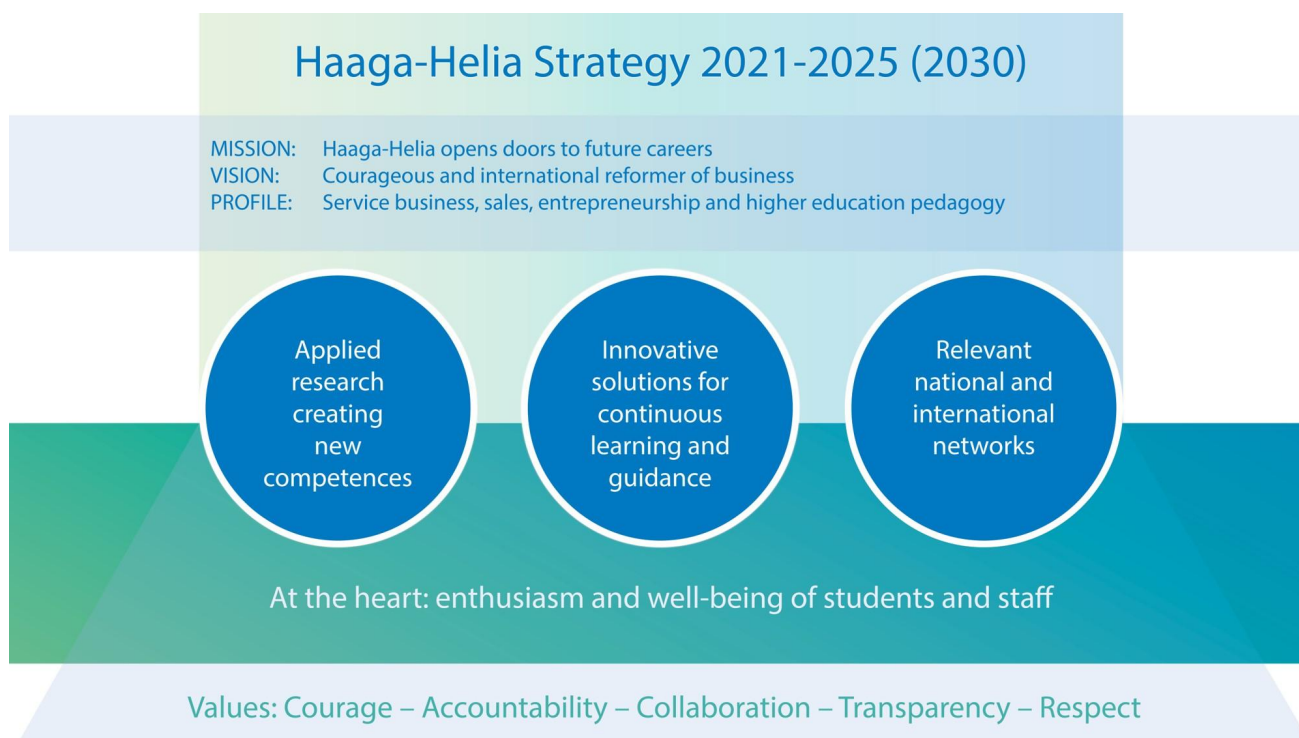 Haaga-Helia Strategy 2021-2025 (2030)
MISSION: Haaga-Helia opens doors to future careers
VISION: Courageous and international reformer of business
PROFILE: Service business, sales, entrepreneurship and higher education pedagogy
Applied
research
creating
new
competences
Innovative
solutions for
continuous
learning and
guidance
Relevant
national and
international
networks
At the heart: enthusiasm and well-being of students and staff
Values: Courage – Accountability – Collaboration – Transparency – Respect